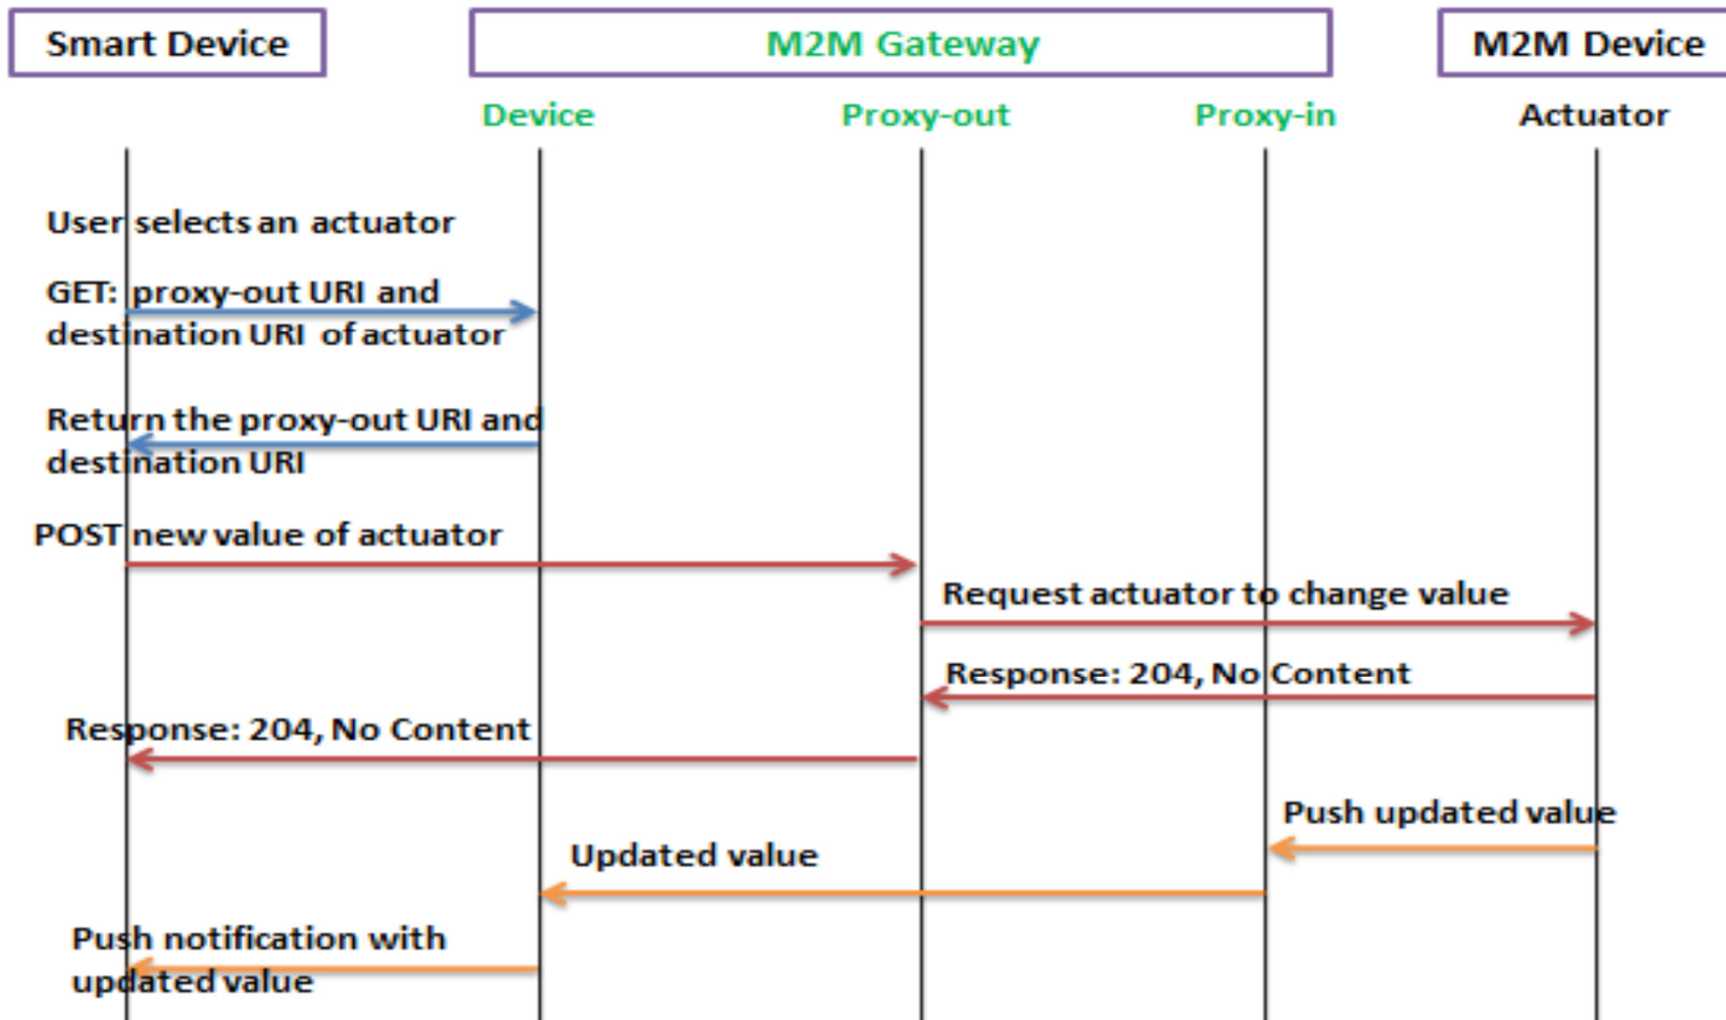 Smart Device
M2M Gateway
M2M Device
Device
Proxy-out
Proxy-in
Actuator
User selects an actuator
GET: proxy-out URI and
destination URI of actuator
Return the proxy-out URI and
destination URI
POST new value of actuator
Request actuator to change value
Response: 204, No Content
Response: 204, No Content
Push updated value
Updated value
Push notification with
updated value